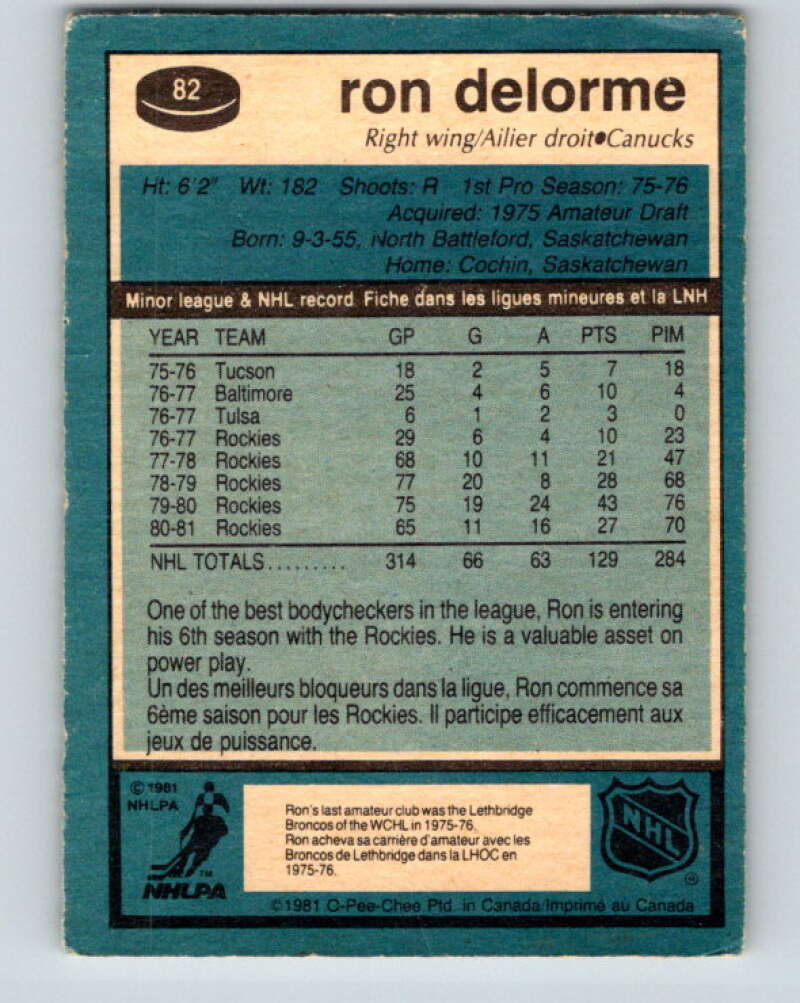 82
ron delorme
Right wing/Ailier droit•Canucks
Ht: 6'2" Wt: 182 Shoots: R 1st Pro Season: 75-76
Acquired: 1975 Amateur Draft
Born: 9-3-55, North Battleford, Saskatchewan
Home: Cochin, Saskatchewan
Minor league & NHL record Fiche dans les ligues mineures et la LNH
YEAR TEAM GP G A PTS PIM
75-76 Tucson 18 2 5 7 18
76-77 Baltimore 25 4 6 10 4
76-77 Tulsa 6 1 2 3 0
76-77 Rockies 29 6 4 10 23
77-78 Rockies 68 10 11 21 47
78-79 Rockies 77 20 8 28 68
79-80 Rockies 75 19 24 43 76
80-81 Rockies 65 11 16 27 70
NHL TOTALS......... 314 66 63 129 284
One of the best bodycheckers in the league, Ron is entering
his 6th season with the Rockies. He is a valuable asset on
power play.
Un des meilleurs bloqueurs dans la ligue, Ron commence sa
6ème saison pour les Rockies. Il participe efficacement aux
jeux de puissance.
© 1981
NHLPA
TM
NHLPA
Ron's last amateur club was the Lethbridge
Broncos of the WCHL in 1975-76.
Ron acheva sa carrière d'amateur avec les
Broncos de Lethbridge dans la LHOC en
1975-76.
NHL
©1981 O-Pee-Chee Ptd. in Canada/Imprimé au Canada